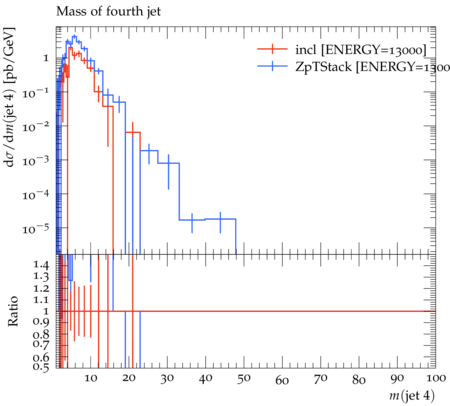 Mass of fourth jet
dσ/dm(jet 4) [pb/GeV]
incl [ENERGY=13000]
ZpTStack [ENERGY=1300
1
10⁻¹
10⁻²
10⁻³
10⁻⁴
10⁻⁵
Ratio
1.4
1.3
1.2
1.1
1
0.9
0.8
0.7
0.6
0.5
10 20 30 40 50 60 70 80 90 100
m(jet 4)